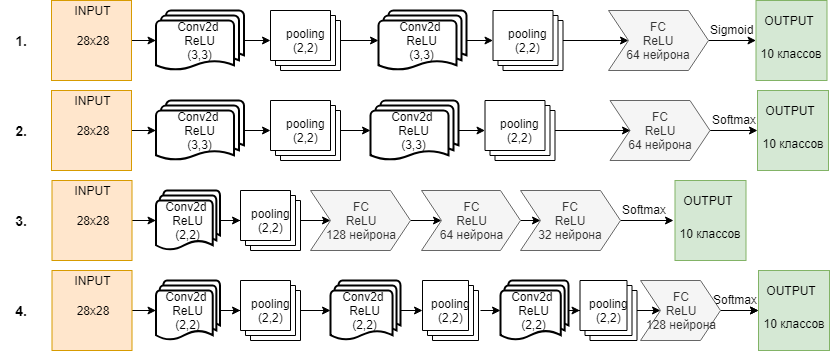 1.
INPUT
28x28
Conv2d
ReLU
(3,3)
pooling
(2,2)
Conv2d
ReLU
(3,3)
pooling
(2,2)
FC
ReLU
64 нейрона
Sigmoid
OUTPUT
10 классов
2.
INPUT
28x28
Conv2d
ReLU
(3,3)
pooling
(2,2)
Conv2d
ReLU
(3,3)
pooling
(2,2)
FC
ReLU
64 нейрона
Softmax
OUTPUT
10 классов
3.
INPUT
28x28
Conv2d
ReLU
(2,2)
pooling
(2,2)
FC
ReLU
128 нейрона
FC
ReLU
64 нейрона
FC
ReLU
32 нейрона
Softmax
OUTPUT
10 классов
4.
INPUT
28x28
Conv2d
ReLU
(2,2)
pooling
(2,2)
Conv2d
ReLU
(2,2)
pooling
(2,2)
Conv2d
ReLU
(2,2)
pooling
(2,2)
FC
ReLU
128 нейрона
Softmax
OUTPUT
10 классов